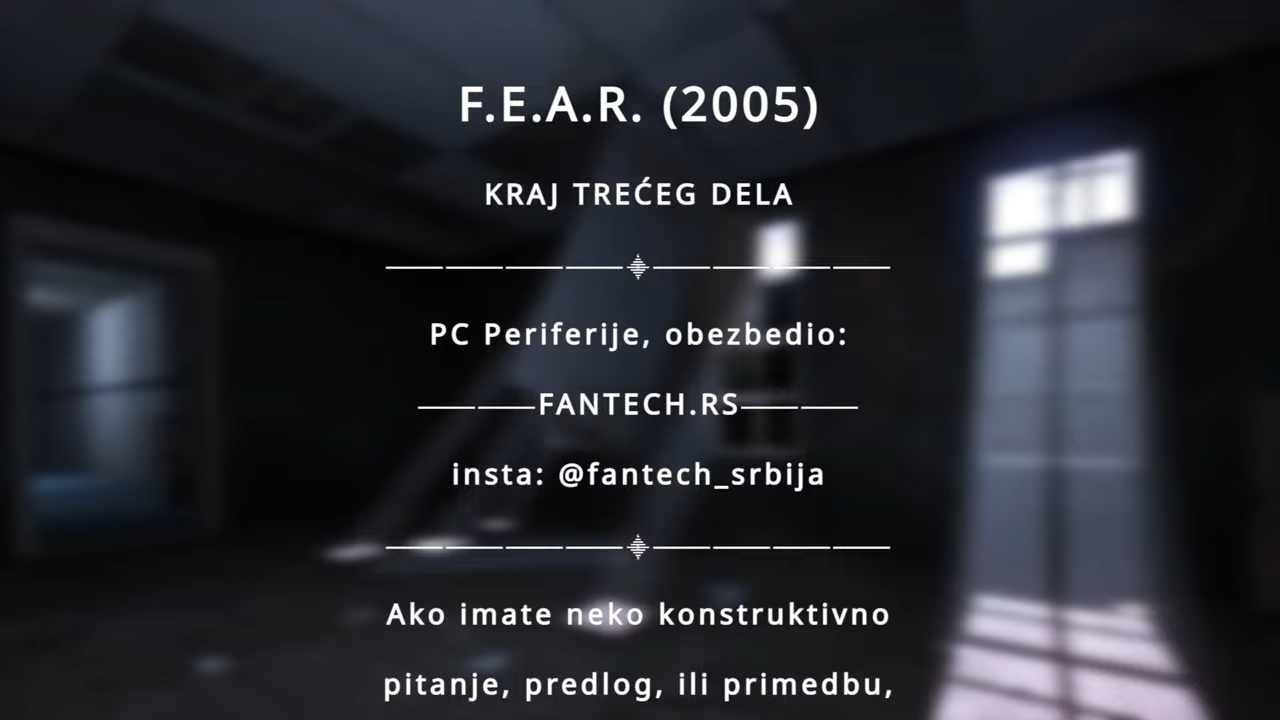 F.E.A.R. (2005)
KRAJ TREĆEG DELA
PC Periferije, obezbedio:
FANTECH.RS
insta: @fantech_srbija
Ako imate neko konstruktivno
pitanje, predlog, ili primedbu,